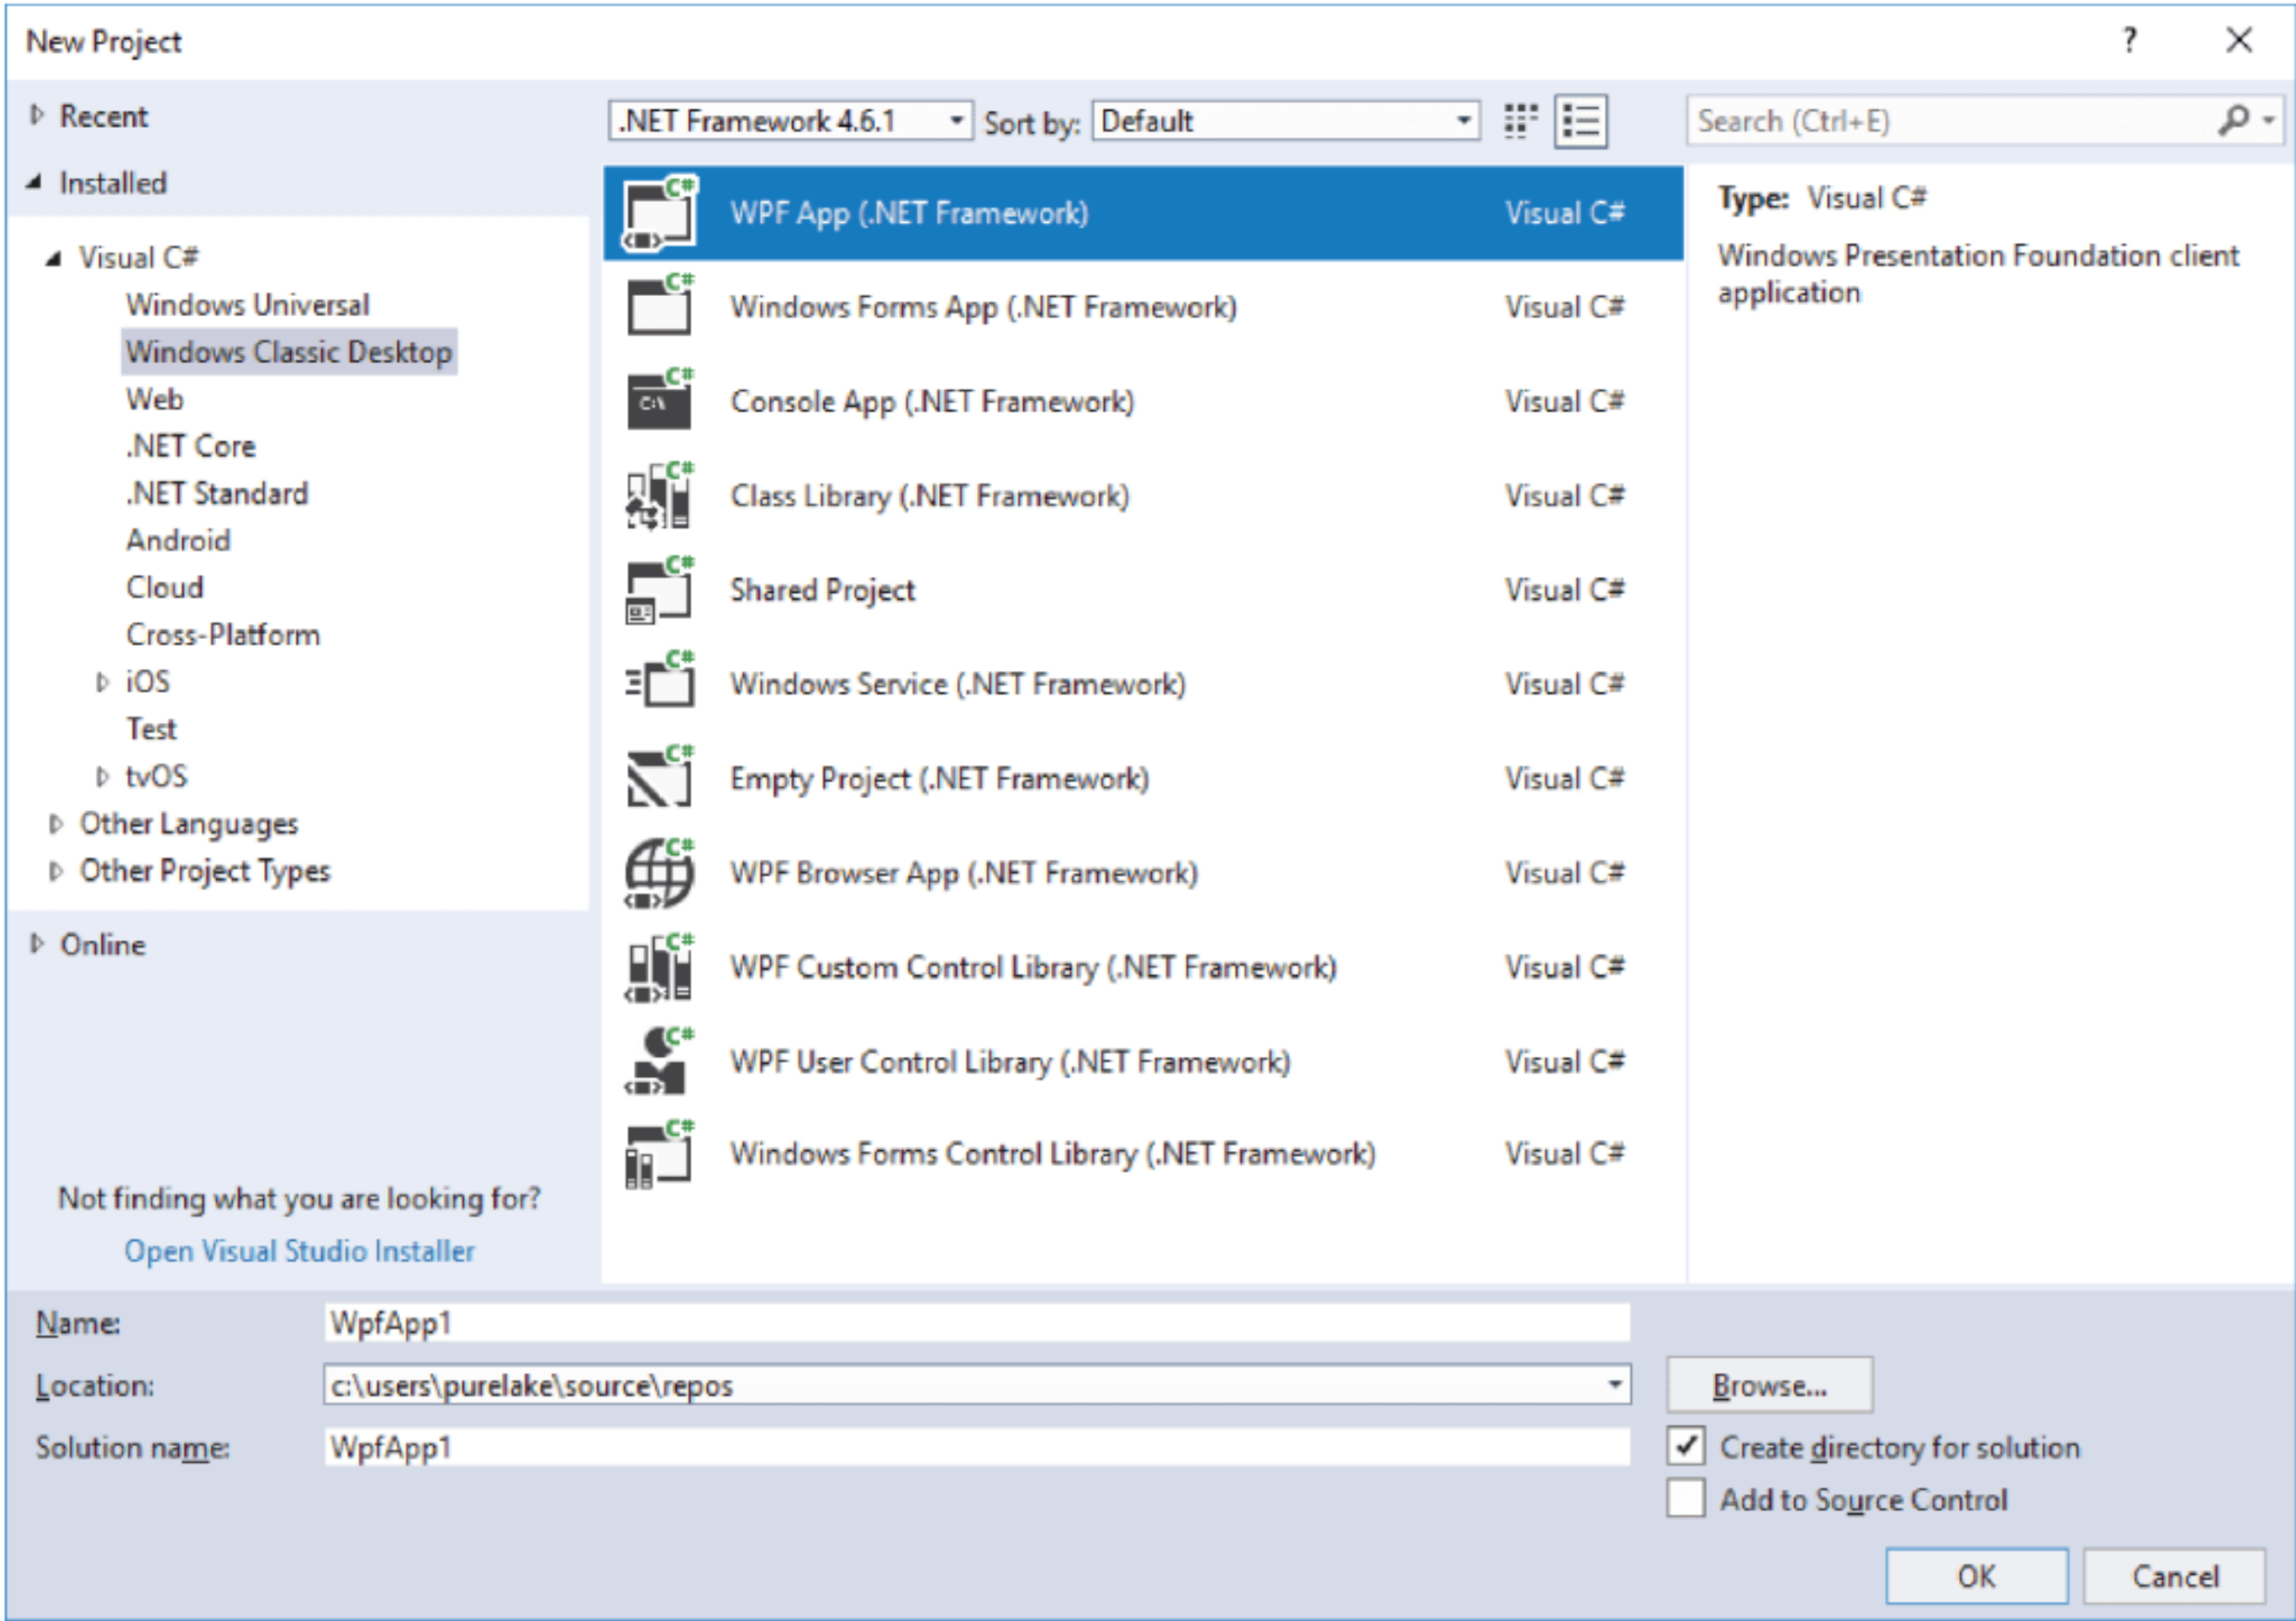 New Project
?
Recent
Installed
Visual C#
Windows Universal
Windows Classic Desktop
Web
.NET Core
.NET Standard
Android
Cloud
Cross-Platform
iOS
Test
tvOS
Other Languages
Other Project Types
Online
Not finding what you are looking for?
Open Visual Studio Installer
.NET Framework 4.6.1
Sort by: Default
WPF App (.NET Framework) Visual C#
Windows Forms App (.NET Framework) Visual C#
Console App (.NET Framework) Visual C#
Class Library (.NET Framework) Visual C#
Shared Project Visual C#
Windows Service (.NET Framework) Visual C#
Empty Project (.NET Framework) Visual C#
WPF Browser App (.NET Framework) Visual C#
WPF Custom Control Library (.NET Framework) Visual C#
WPF User Control Library (.NET Framework) Visual C#
Windows Forms Control Library (.NET Framework) Visual C#
Search (Ctrl+E)
Type: Visual C#
Windows Presentation Foundation client
application
Name: WpfApp1
Location: c:\users\purelake\source\repos
Browse...
Solution name: WpfApp1
Create directory for solution
Add to Source Control
OK Cancel